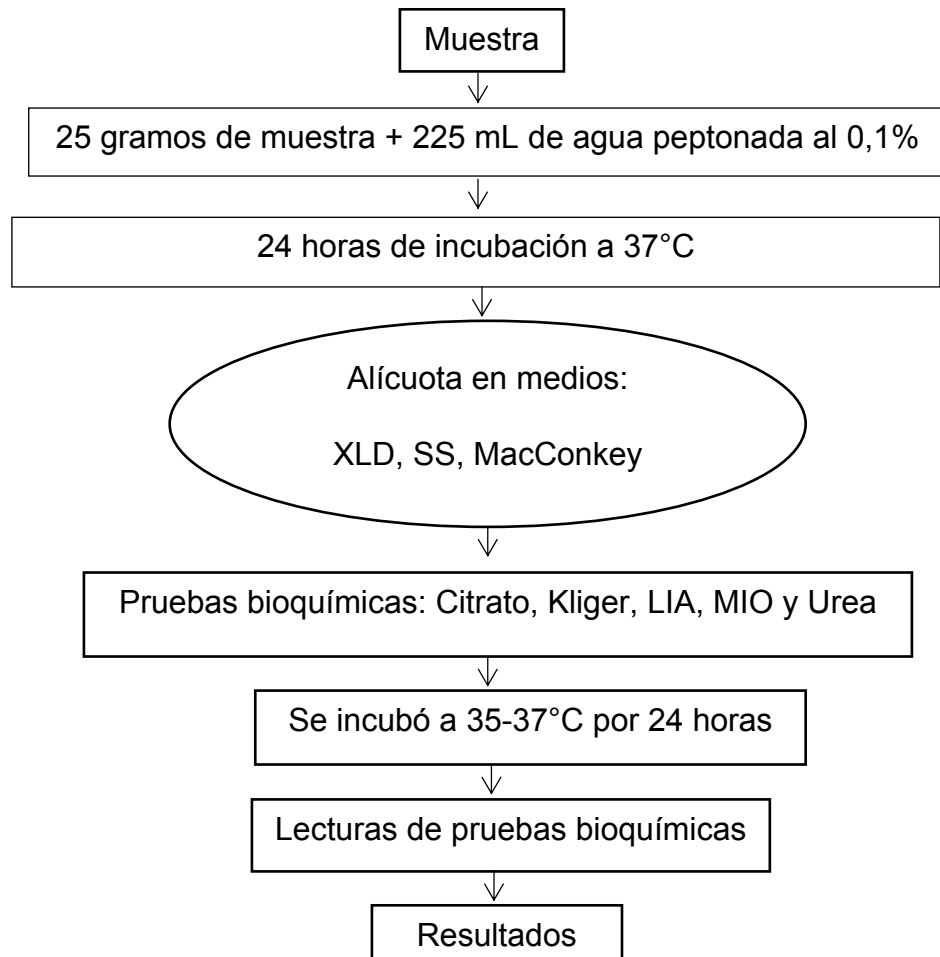 Muestra
25 gramos de muestra + 225 mL de agua peptonada al 0,1%
24 horas de incubación a 37°C
Alícuota en medios:
XLD, SS, MacConkey
Pruebas bioquímicas: Citrato, Kliger, LIA, MIO y Urea
Se incubó a 35-37°C por 24 horas
Lecturas de pruebas bioquímicas
Resultados